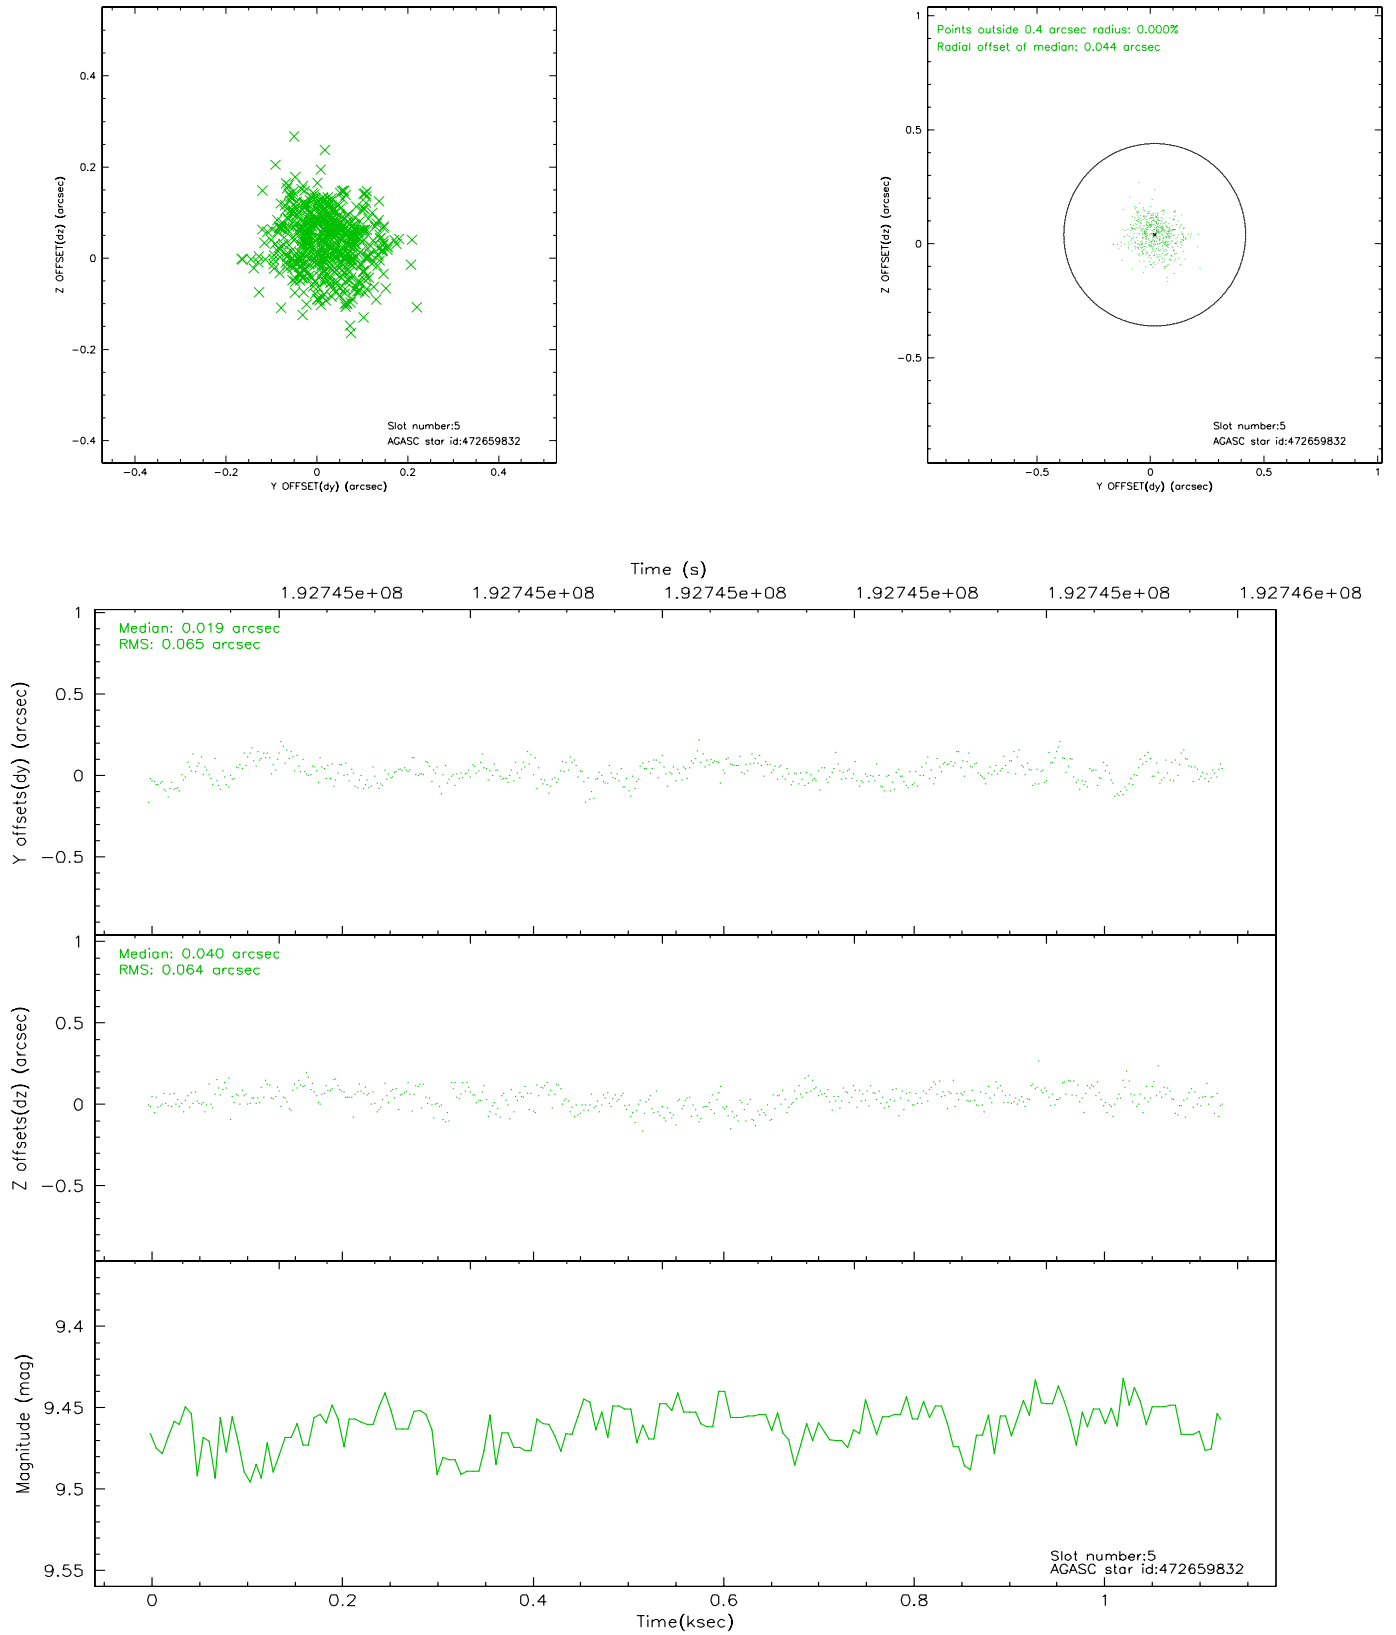 0.4
0.2
0
−0.2
−0.4
Z OFFSET(dz) (arcsec)
Slot number:5
AGASC star id:472659832
−0.4 −0.2 0 0.2 0.4
Y OFFSET(dy) (arcsec)
Points outside 0.4 arcsec radius: 0.000%
Radial offset of median: 0.044 arcsec
1
0.5
0
−0.5
Z OFFSET(dz) (arcsec)
Slot number:5
AGASC star id:472659832
−0.5 0 0.5 1
Y OFFSET(dy) (arcsec)
Time (s)
1.92745e+08 1.92745e+08 1.92745e+08 1.92745e+08 1.92745e+08 1.92746e+08
Median: 0.019 arcsec
RMS: 0.065 arcsec
1
0.5
0
−0.5
Y offsets(dy) (arcsec)
Median: 0.040 arcsec
RMS: 0.064 arcsec
1
0.5
0
−0.5
Z offsets(dz) (arcsec)
9.4
9.45
9.5
9.55
Magnitude (mag)
Slot number:5
AGASC star id:472659832
0 0.2 0.4 0.6 0.8 1
Time(ksec)